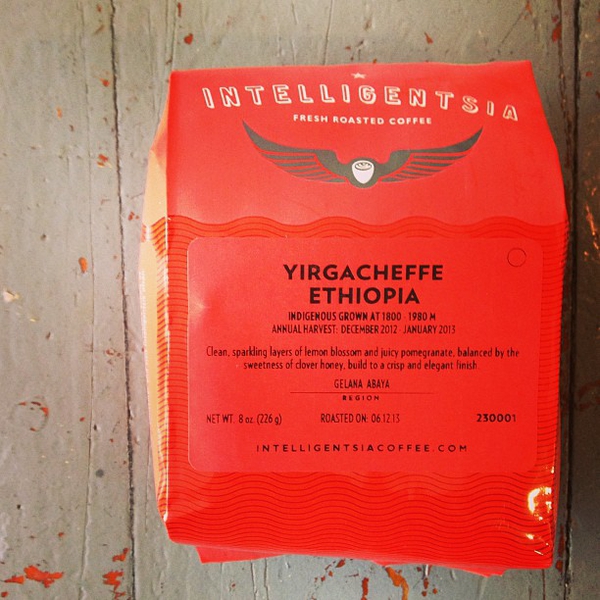 INTELLIGENTSIA
FRESH ROASTED COFFEE
YIRGACHEFFE
ETHIOPIA
INDIGENOUS GROWN AT 1800 - 1980 M
ANNUAL HARVEST: DECEMBER 2012 - JANUARY 2013
Clean, sparkling layers of lemon blossom and juicy pomegranate, balanced by the
sweetness of clover honey, build to a crisp and elegant finish.
GELANA ABAYA
REGION
NET WT. 8 oz. (226 g) ROASTED ON: 06.12.13 230001
INTELLIGENTSIACOFFEE.COM